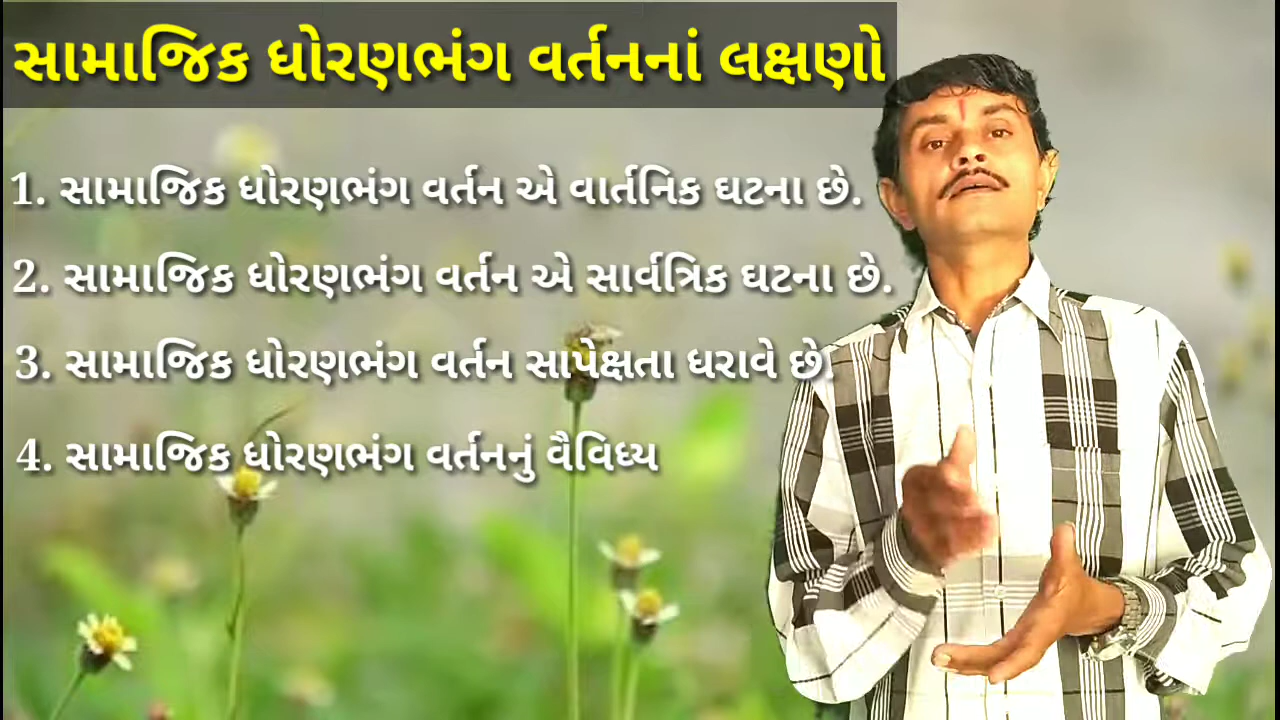 સામાજિક ધોરણભંગ વર્તનનાં લક્ષણો
1. સામાજિક ધોરણભંગ વર્તન એ વાર્તનિક ઘટના છે.
2. સામાજિક ધોરણભંગ વર્તન એ સાર્વત્રિક ઘટના છે.
3. સામાજિક ધોરણભંગ વર્તન સાપેક્ષતા ધરાવે છે.
4. સામાજિક ધોરણભંગ વર્તનનું વૈવિધ્ય